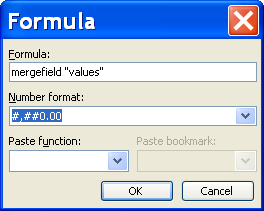 Formula
Formula:
mergefield "values"
Number format:
#,##0.00
Paste function:
Paste bookmark:
OK
Cancel